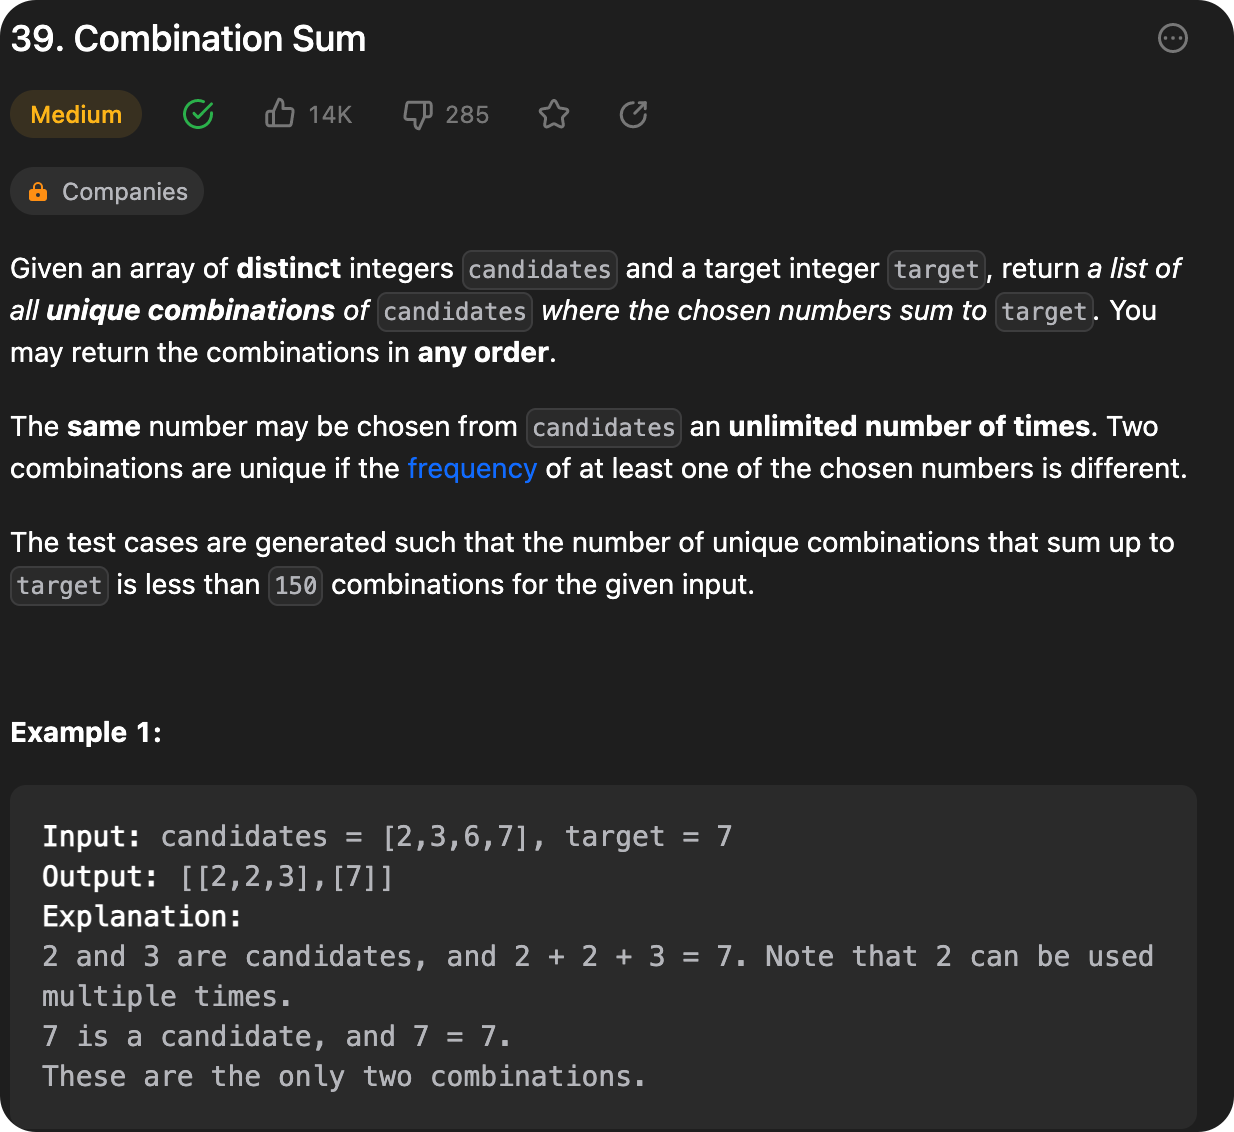 39. Combination Sum
Medium 14K 285
Companies
Given an array of distinct integers candidates and a target integer target, return a list of
all unique combinations of candidates where the chosen numbers sum to target. You
may return the combinations in any order.
The same number may be chosen from candidates an unlimited number of times. Two
combinations are unique if the frequency of at least one of the chosen numbers is different.
The test cases are generated such that the number of unique combinations that sum up to
target is less than 150 combinations for the given input.
Example 1:
Input: candidates = [2,3,6,7], target = 7
Output: [[2,2,3],[7]]
Explanation:
2 and 3 are candidates, and 2 + 2 + 3 = 7. Note that 2 can be used
multiple times.
7 is a candidate, and 7 = 7.
These are the only two combinations.